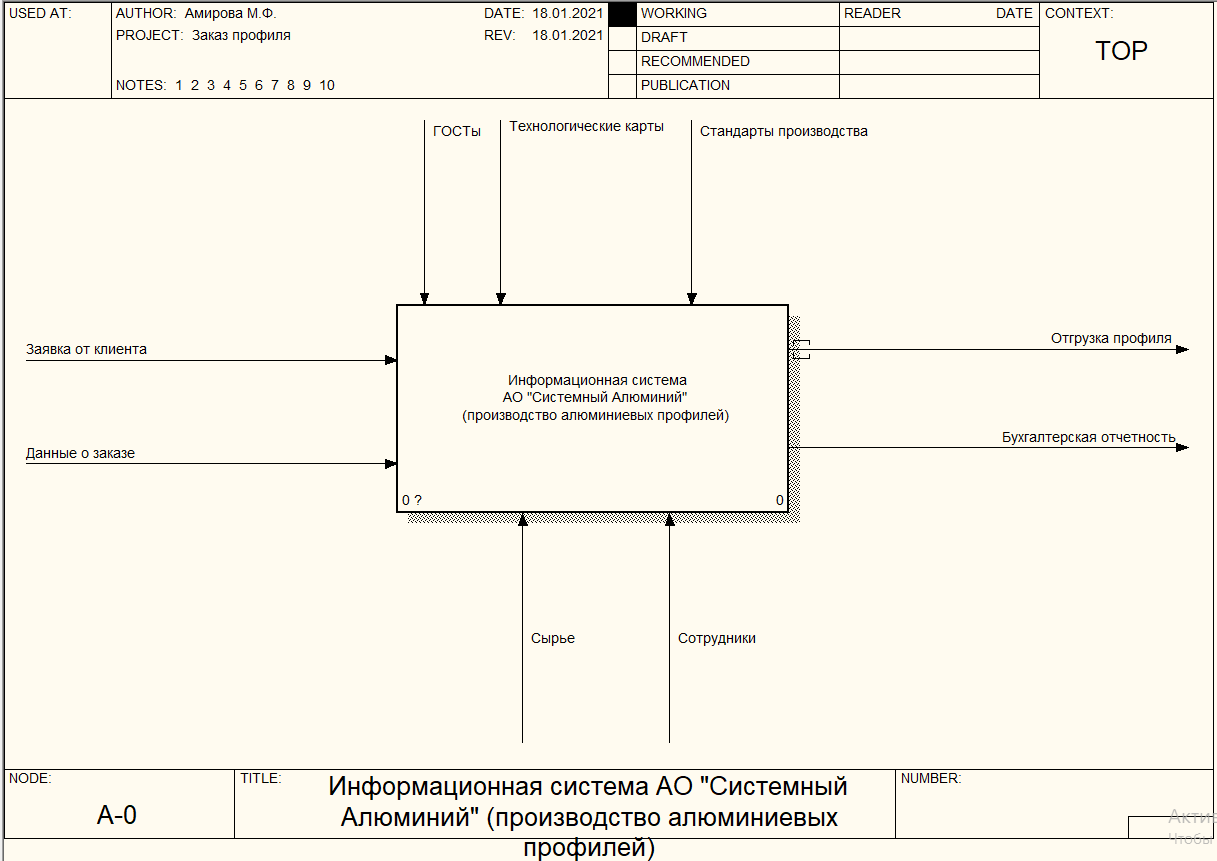 USED AT:
AUTHOR: Амирова М.Ф.
DATE: 18.01.2021
PROJECT: Заказ профиля
REV: 18.01.2021
NOTES: 1 2 3 4 5 6 7 8 9 10
WORKING
DRAFT
RECOMMENDED
PUBLICATION
READER DATE
CONTEXT:
TOP
ГОСТы
Технологические карты
Стандарты производства
Заявка от клиента
Данные о заказе
Информационная система
АО "Системный Алюминий"
(производство алюминиевых профилей)
0 ?
0
Отгрузка профиля
Бухгалтерская отчетность
Сырье
Сотрудники
NODE:
A-0
TITLE:
Информационная система АО "Системный
Алюминий" (производство алюминиевых
профилей)
NUMBER:
Чтобы